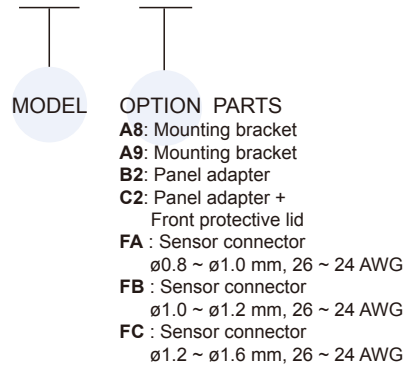 MODEL OPTION PARTS
A8: Mounting bracket
A9: Mounting bracket
B2: Panel adapter
C2: Panel adapter +
Front protective lid
FA : Sensor connector
ø0.8 ~ ø1.0 mm, 26 ~ 24 AWG
FB : Sensor connector
ø1.0 ~ ø1.2 mm, 26 ~ 24 AWG
FC : Sensor connector
ø1.2 ~ ø1.6 mm, 26 ~ 24 AWG